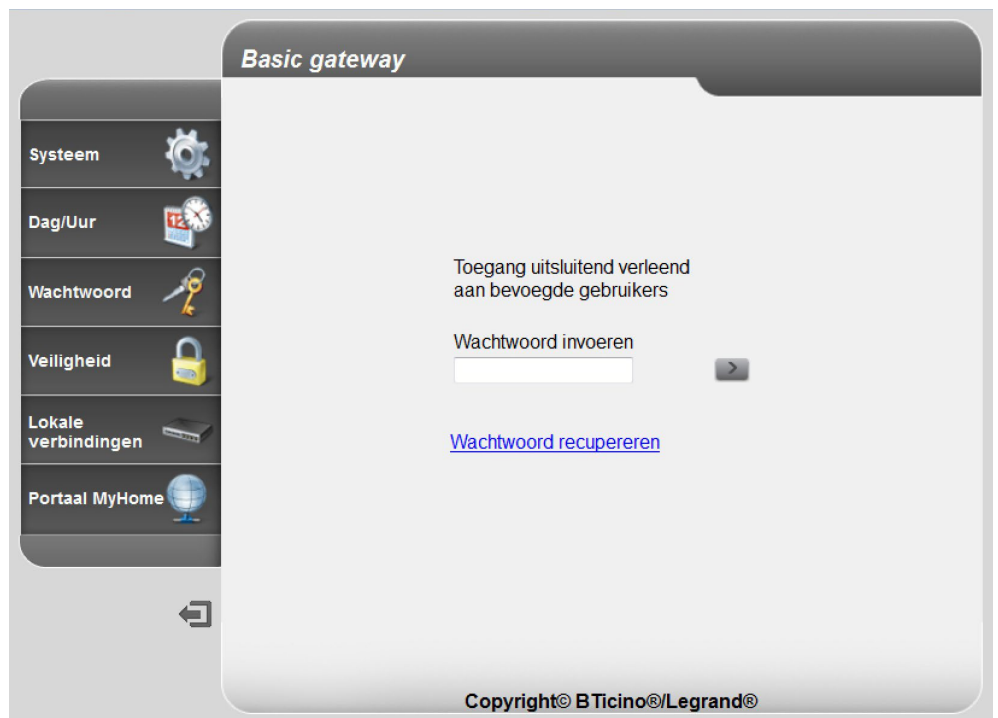 Basic gateway
Systeem
Dag/Uur
Wachtwoord
Veiligheid
Lokale
verbindingen
Portaal MyHome
Toegang uitsluitend verleend
aan bevoegde gebruikers
Wachtwoord invoeren
Wachtwoord recupereren
Copyright© BTicino®/Legrand®